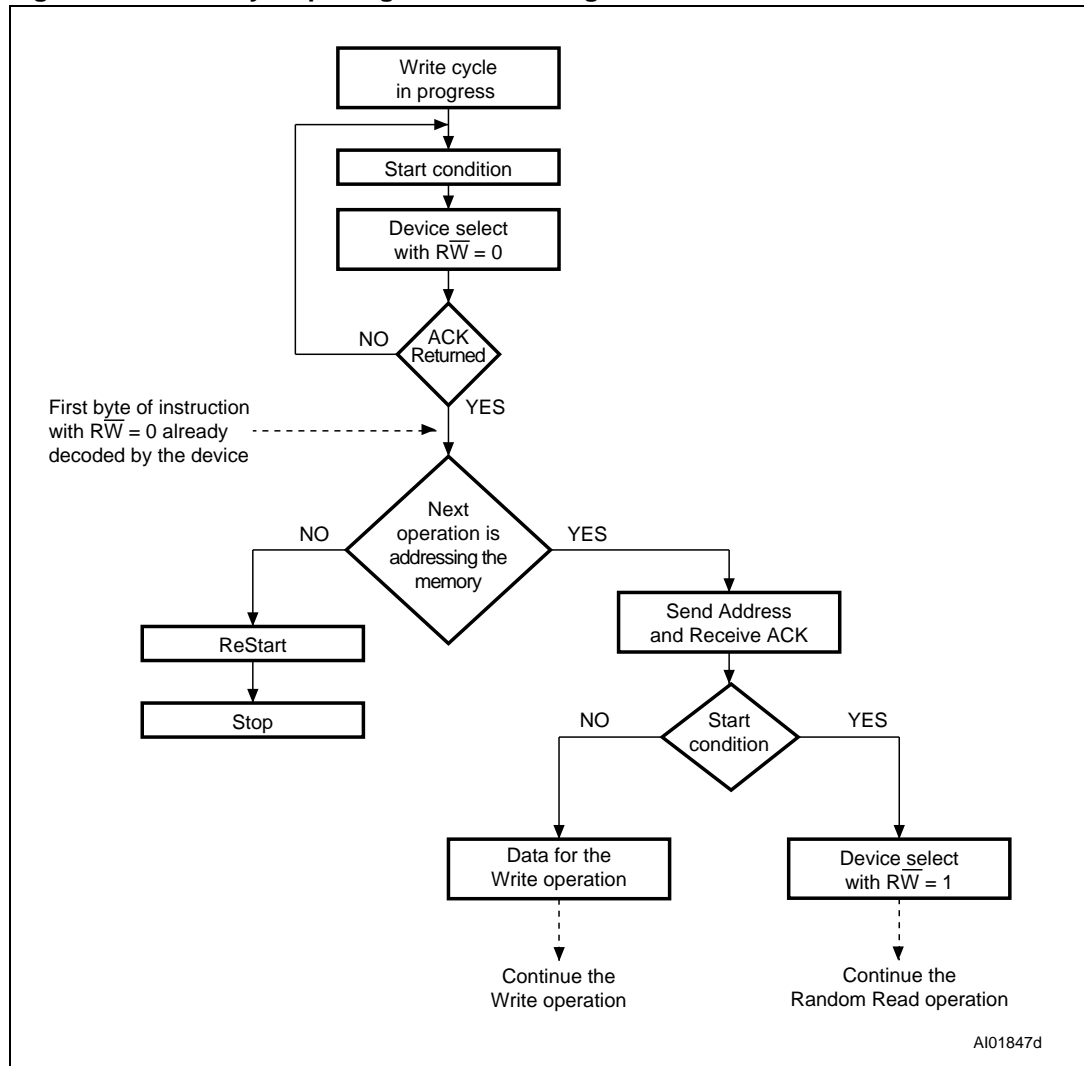 Write cycle
in progress
Start condition
Device select
with RW̅ = 0
NO
ACK
Returned
YES
First byte of instruction
with RW̅ = 0 already
decoded by the device
Next
operation is
addressing the
memory
NO
YES
ReStart
Stop
Send Address
and Receive ACK
NO
Start
condition
YES
Data for the
Write operation
Device select
with RW̅ = 1
Continue the
Write operation
Continue the
Random Read operation
AI01847d